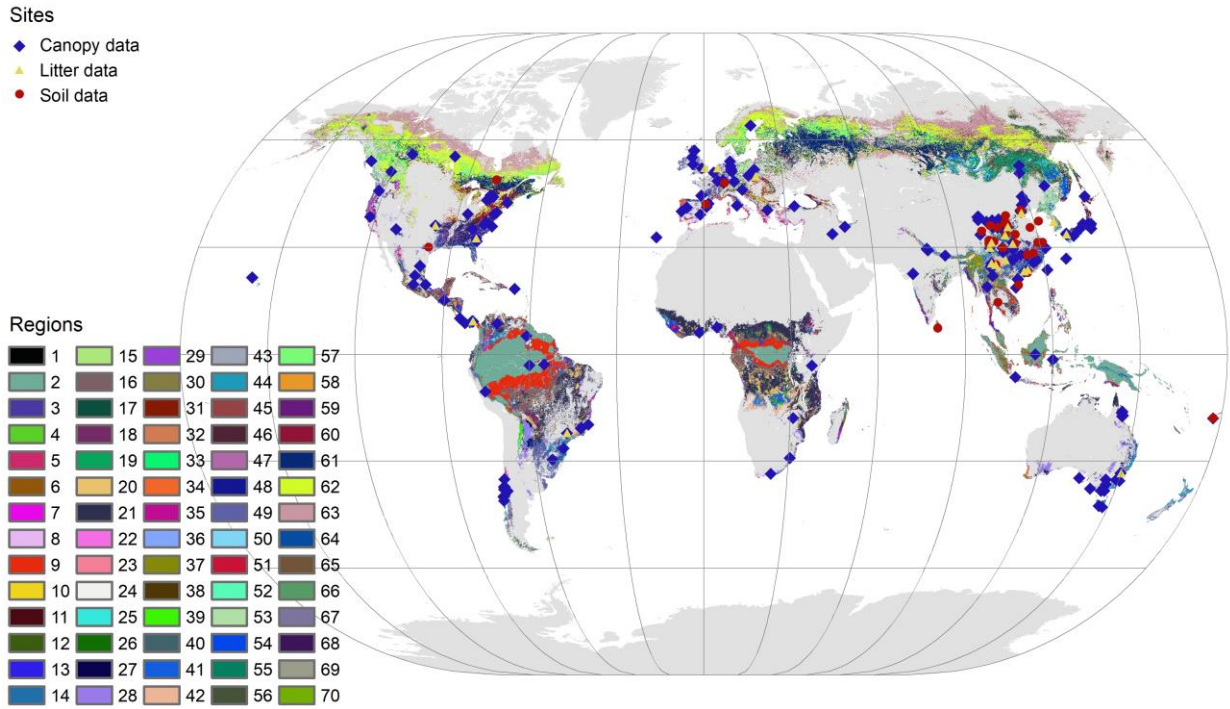 Sites
Canopy data
Litter data
Soil data
Regions
1 15 29 43 57
2 16 30 44 58
3 17 31 45 59
4 18 32 46 60
5 19 33 47 61
6 20 34 48 62
7 21 35 49 63
8 22 36 50 64
9 23 37 51 65
10 24 38 52 66
11 25 39 53 67
12 26 40 54 68
13 27 41 55 69
14 28 42 56 70